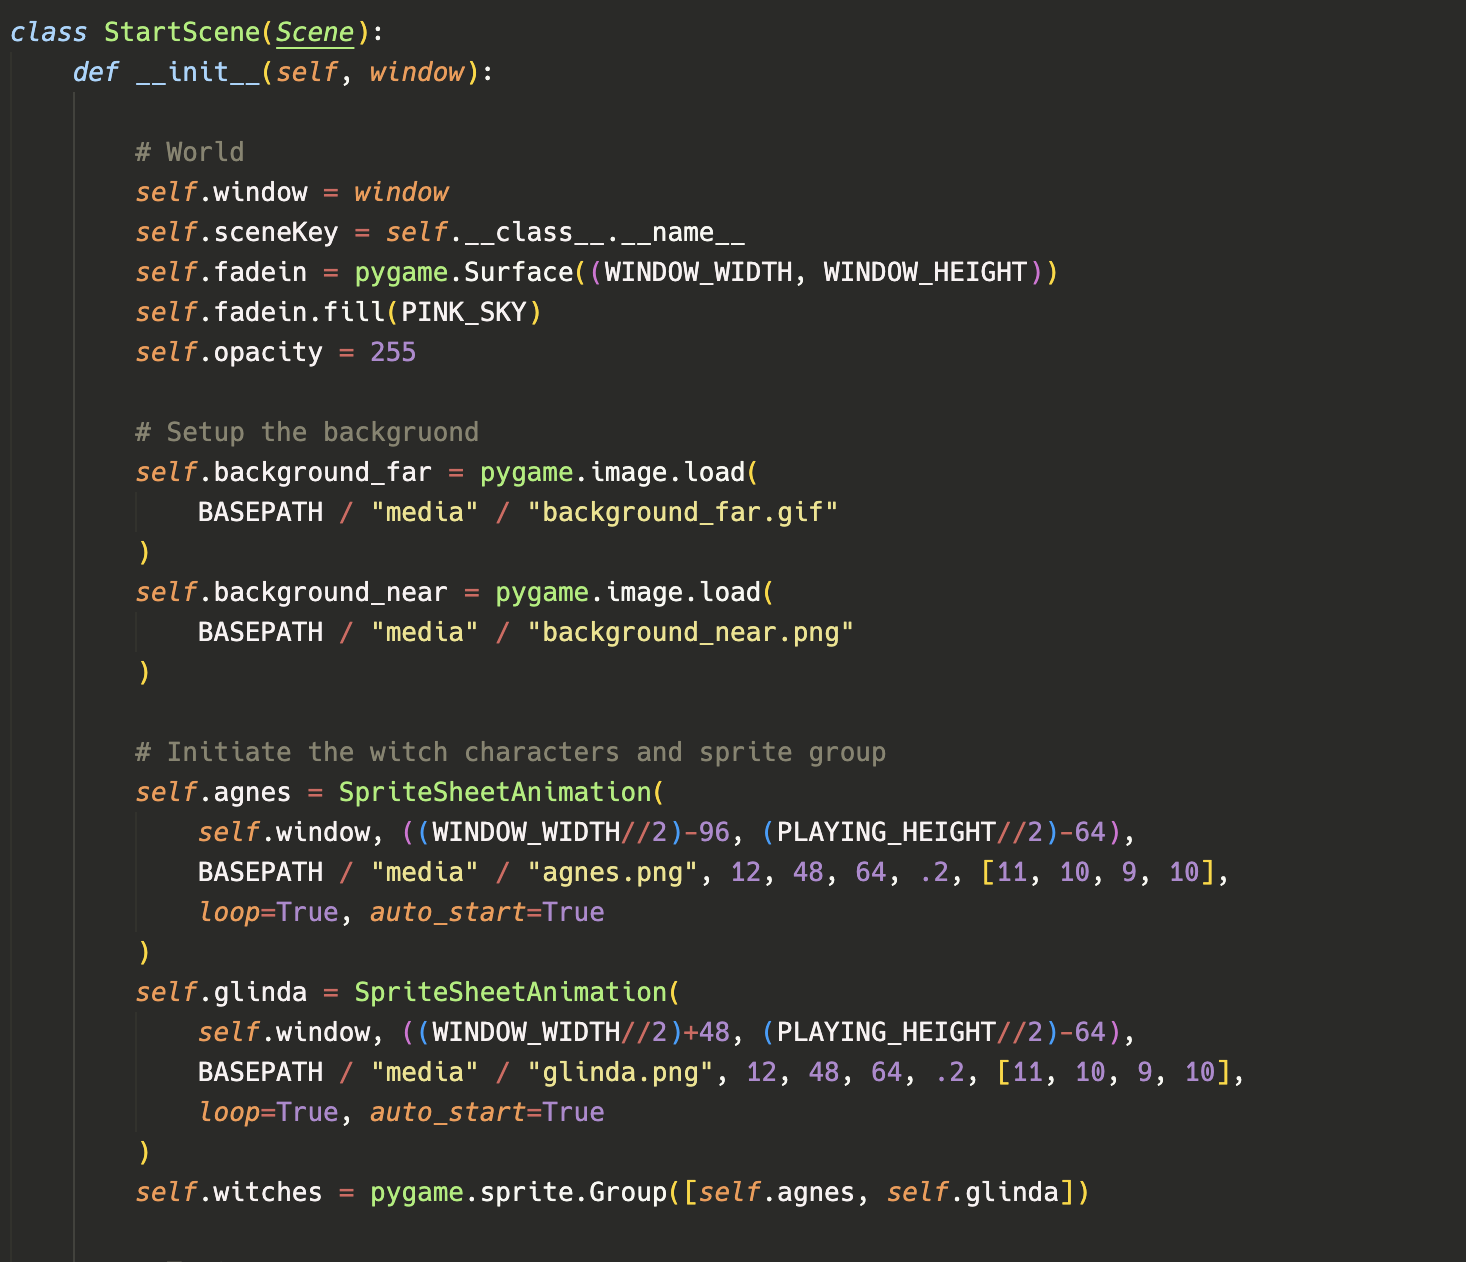 class StartScene(Scene):
    def __init__(self, window):

        # World
        self.window = window
        self.sceneKey = self.__class__.__name__
        self.fadein = pygame.Surface((WINDOW_WIDTH, WINDOW_HEIGHT))
        self.fadein.fill(PINK_SKY)
        self.opacity = 255

        # Setup the backgruond
        self.background_far = pygame.image.load(
            BASEPATH / "media" / "background_far.gif"
        )
        self.background_near = pygame.image.load(
            BASEPATH / "media" / "background_near.png"
        )

        # Initiate the witch characters and sprite group
        self.agnes = SpriteSheetAnimation(
            self.window, ((WINDOW_WIDTH//2)-96, (PLAYING_HEIGHT//2)-64),
            BASEPATH / "media" / "agnes.png", 12, 48, 64, .2, [11, 10, 9, 10],
            loop=True, auto_start=True
        )
        self.glinda = SpriteSheetAnimation(
            self.window, ((WINDOW_WIDTH//2)+48, (PLAYING_HEIGHT//2)-64),
            BASEPATH / "media" / "glinda.png", 12, 48, 64, .2, [11, 10, 9, 10],
            loop=True, auto_start=True
        )
        self.witches = pygame.sprite.Group([self.agnes, self.glinda])